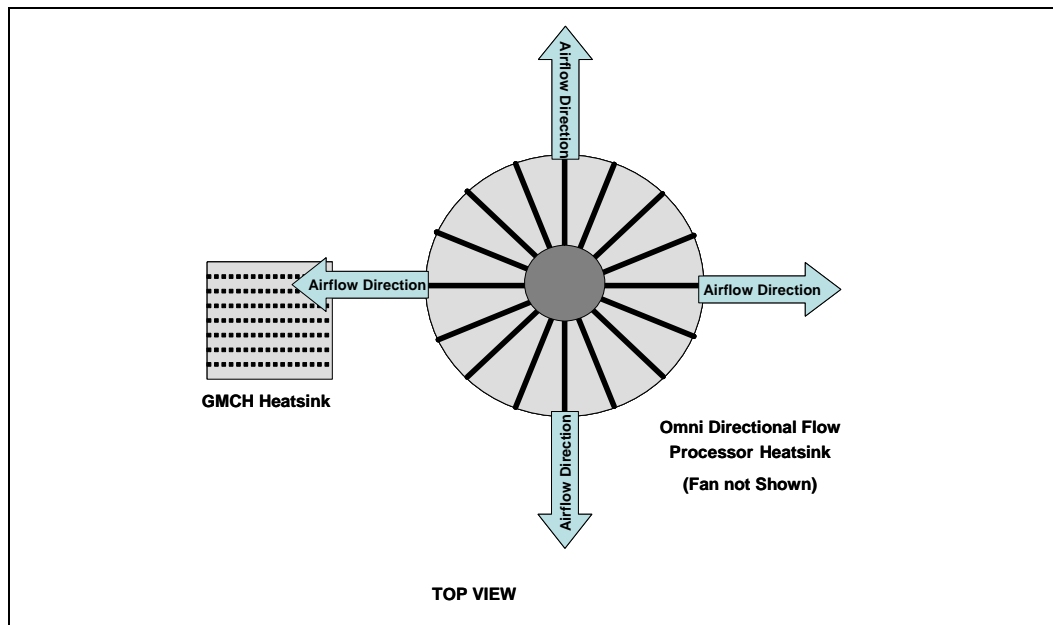 Airflow Direction
Airflow Direction
Airflow Direction
GMCH Heatsink
Airflow Direction
Omni Directional Flow
Processor Heatsink
(Fan not Shown)
TOP VIEW